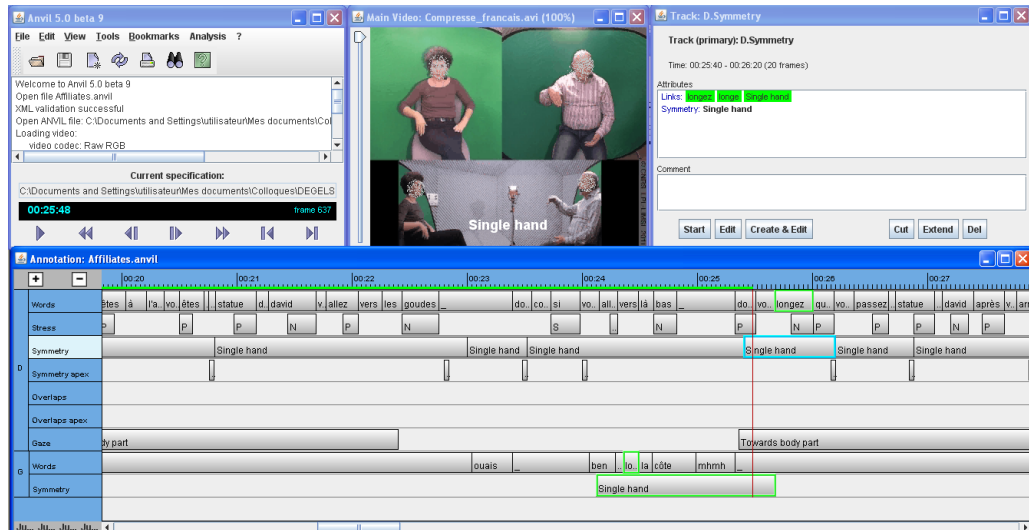 Anvil 5.0 beta 9
File Edit View Tools Bookmarks Analysis ?
Welcome to Anvil 5.0 beta 9
Open file Affiliates.anvil
XML validation successful
Open ANVIL file: C:\Documents and Settings\utilisateur\Mes documents\Col
Loading video:
video codec: Raw RGB
Current specification:
C:\Documents and Settings\utilisateur\Mes documents\Colloques\DEGELS
00:25:48 frame 637
Main Video: Compresse_francais.avi (100%)
Single hand
Track: D.Symmetry
Track (primary): D.Symmetry
Time: 00:25:40 - 00:26:20 (20 frames)
Attributes
Links: longez longe Single hand
Symmetry: Single hand
Comment
Start Edit Create & Edit Cut Extend Del
Annotation: Affiliates.anvil
+ -
00:20 00:21 00:22 00:23 00:24 00:25 00:26 00:27
Words êtes à l'a.. vo.. êtes statue d.. david v.. allez vers les goudes _ do.. co.. si vo.. all.. vers là bas _ do.. vo.. longez qu.. vo.. passez statue david après v..
Stress P P P N P N S .. N P N P P P N P
D
Symmetry Single hand Single hand Single hand Single hand Single hand Single hand
Symmetry apex
Overlaps
Overlaps apex
Gaze dy part Towards body part
G
Words ouais _ ben .. lo.. la côte mhmh _
Symmetry Single hand